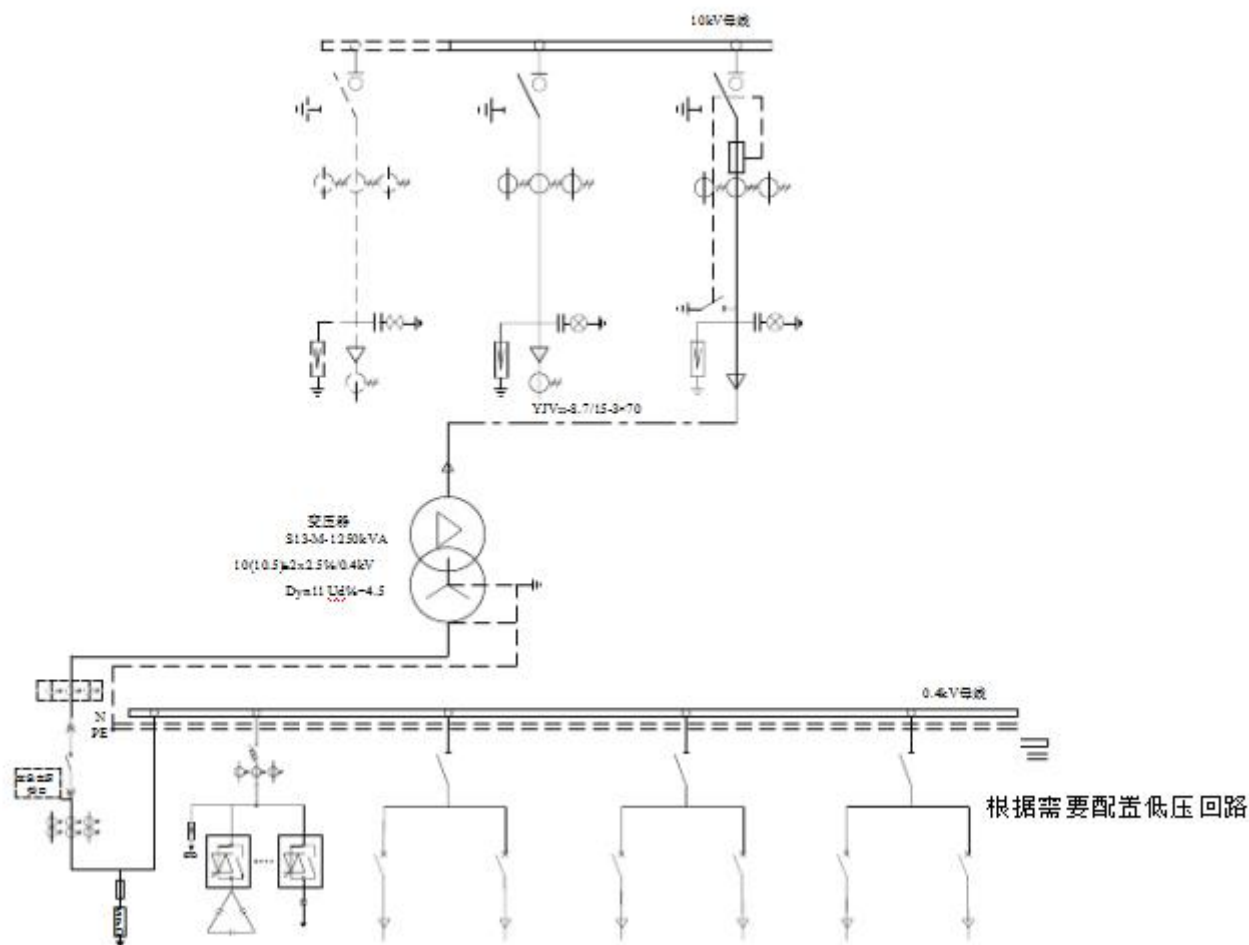 10kV母线
YJV₂₂-8.7/15-3×70
变压器
S13-M-1250kVA
10(10.5)±2x2.5%/0.4kV
Dyn11 Ud%=4.5
0.4kV母线
N
PE
根据需要配置低压回路